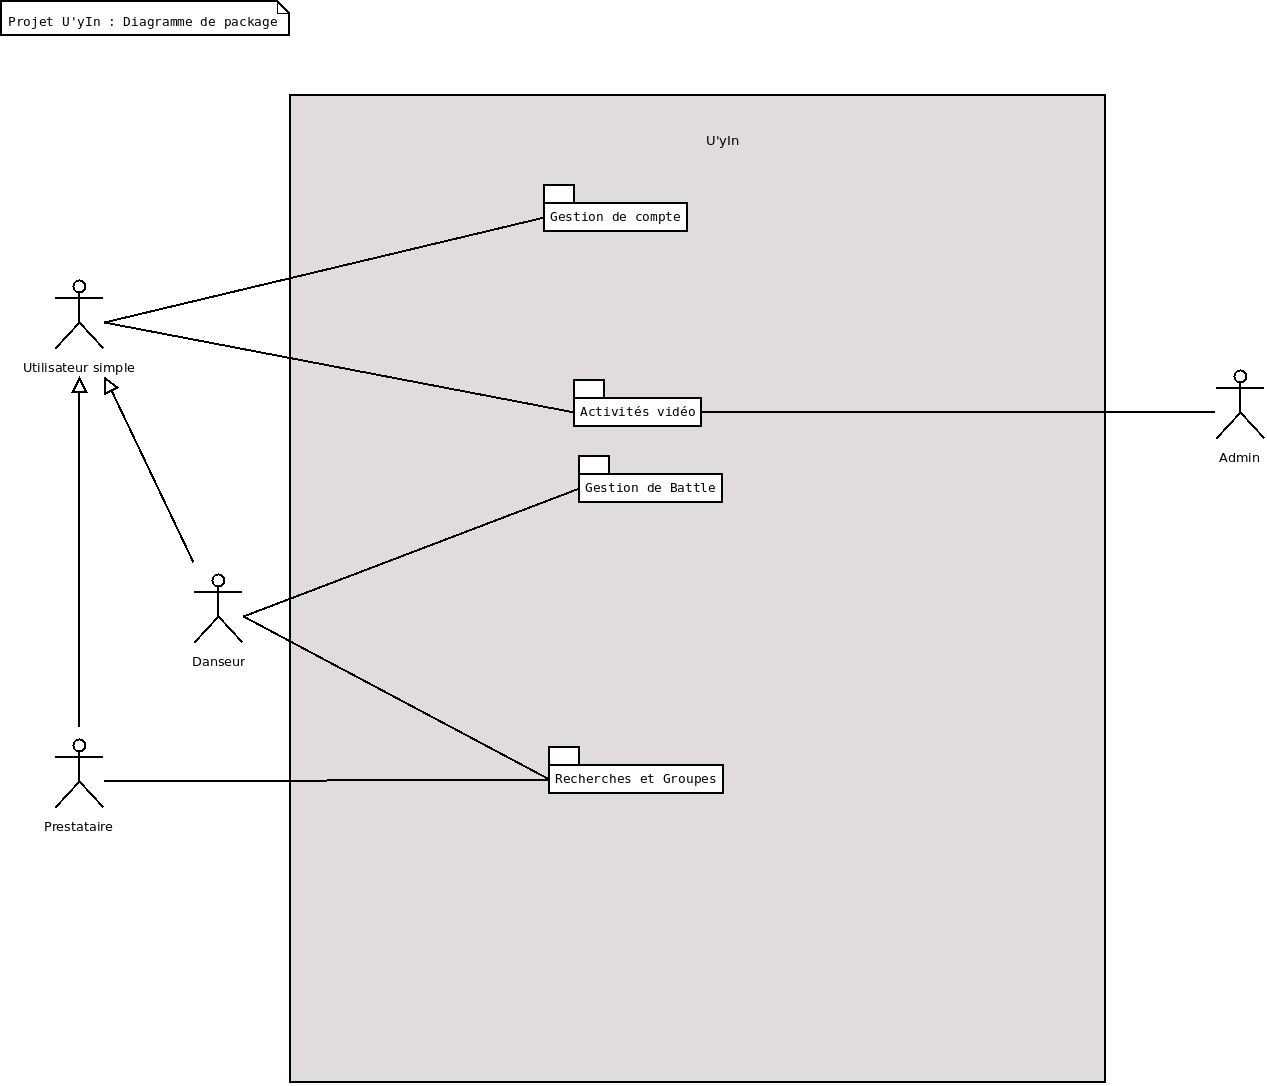 Projet U'yIn : Diagramme de package
U'yIn
Gestion de compte
Utilisateur simple
Activités vidéo
Admin
Gestion de Battle
Danseur
Recherches et Groupes
Prestataire